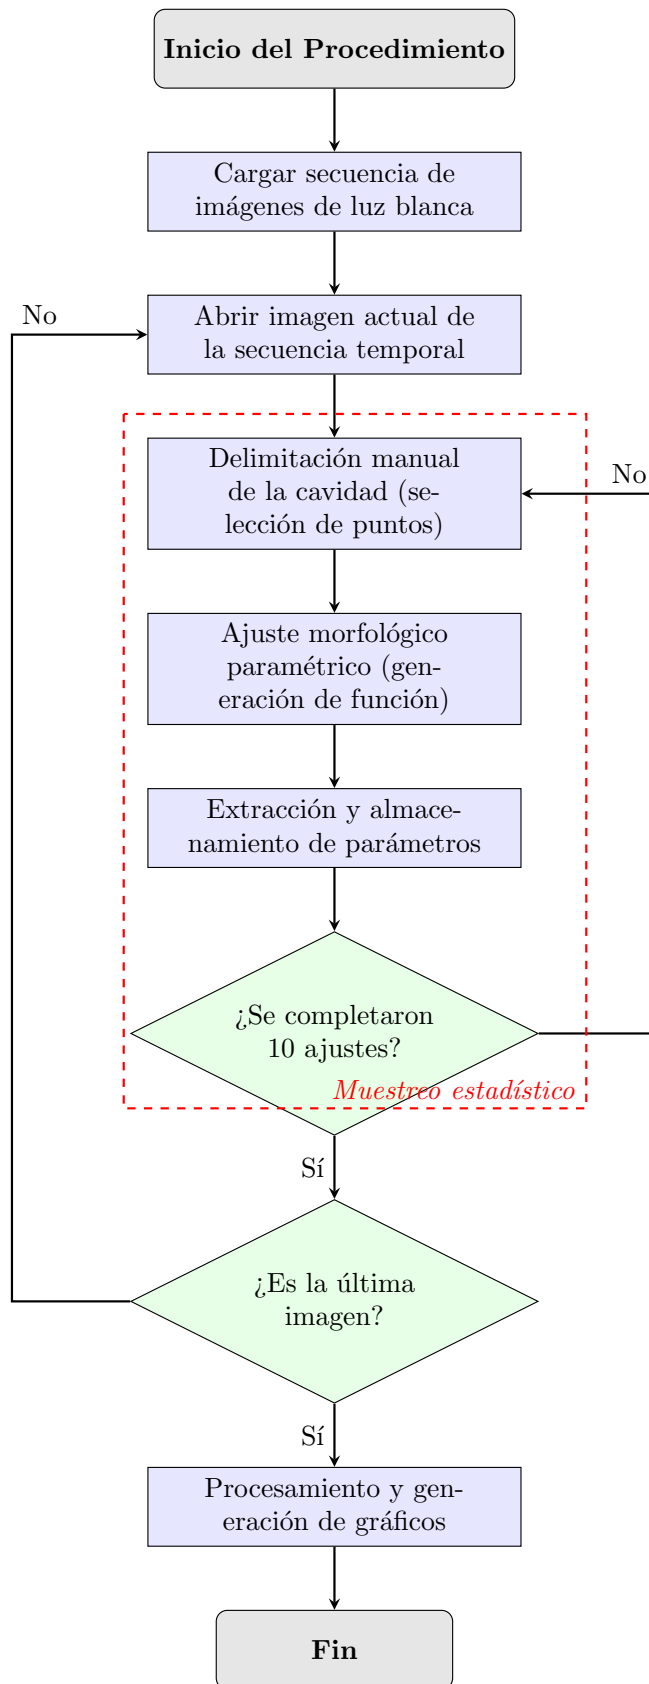 Inicio del Procedimiento
Cargar secuencia de
imágenes de luz blanca
No
Abrir imagen actual de
la secuencia temporal
Delimitación manual
de la cavidad (se-
lección de puntos)
No
Ajuste morfológico
paramétrico (gen-
eración de función)
Extracción y almace-
namiento de parámetros
¿Se completaron
10 ajustes?
Muestreo estadístico
Sí
¿Es la última
imagen?
Sí
Procesamiento y gen-
eración de gráficos
Fin